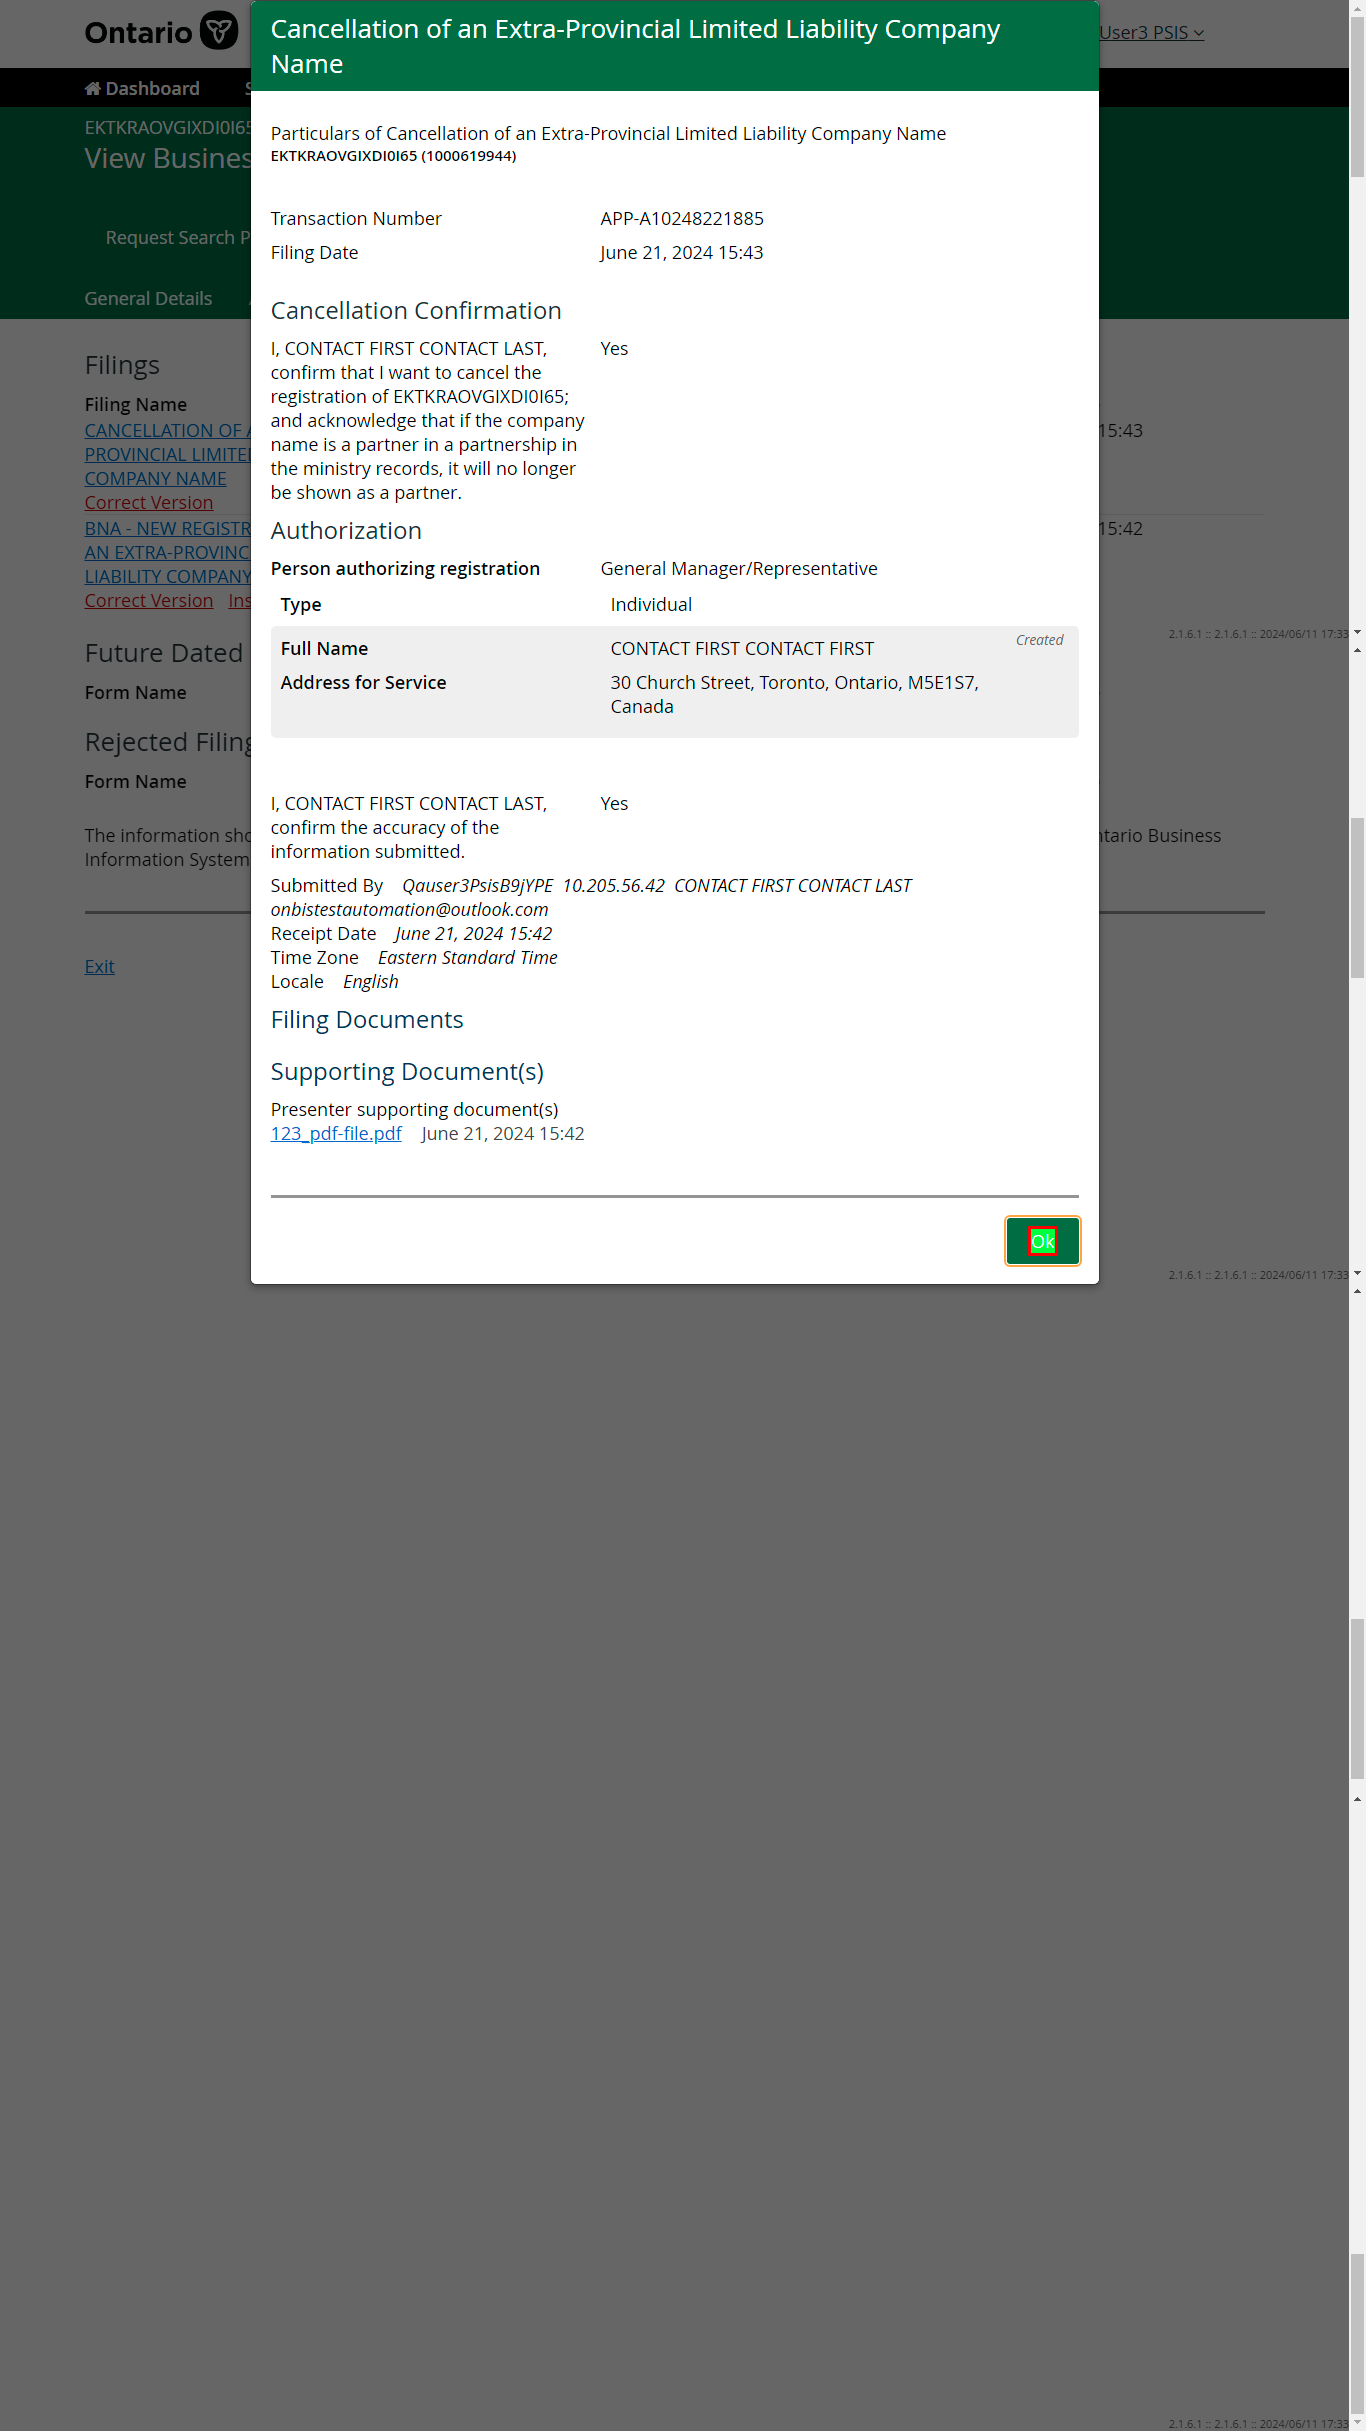 Ontario
User3 PSIS
Dashboard
EKTKRAOVGIXDI0I65
View Busines
Request Search P
General Details
Cancellation of an Extra-Provincial Limited Liability Company
Name
Particulars of Cancellation of an Extra-Provincial Limited Liability Company Name
EKTKRAOVGIXDI0I65 (1000619944)
Transaction Number APP-A10248221885
Filing Date June 21, 2024 15:43
Cancellation Confirmation
I, CONTACT FIRST CONTACT LAST, Yes
confirm that I want to cancel the
registration of EKTKRAOVGIXDI0I65;
and acknowledge that if the company
name is a partner in a partnership in
the ministry records, it will no longer
be shown as a partner.
Authorization
Person authorizing registration General Manager/Representative
Type Individual
Created
Full Name CONTACT FIRST CONTACT FIRST
Address for Service 30 Church Street, Toronto, Ontario, M5E1S7,
Canada
I, CONTACT FIRST CONTACT LAST, Yes
confirm the accuracy of the
information submitted.
Submitted By Qauser3PsisB9jYPE 10.205.56.42 CONTACT FIRST CONTACT LAST
onbistestautomation@outlook.com
Receipt Date June 21, 2024 15:42
Time Zone Eastern Standard Time
Locale English
Filing Documents
Supporting Document(s)
Presenter supporting document(s)
123_pdf-file.pdf June 21, 2024 15:42
Ok
Filings
Filing Name
CANCELLATION OF A
PROVINCIAL LIMITE
COMPANY NAME
Correct Version
15:43
BNA - NEW REGISTR
AN EXTRA-PROVINC
LIABILITY COMPANY
Correct Version Ins
15:42
2.1.6.1 :: 2.1.6.1 :: 2024/06/11 17:33
Future Dated
Form Name
Rejected Filing
Form Name
The information sho ntario Business
Information System
Exit
2.1.6.1 :: 2.1.6.1 :: 2024/06/11 17:33
2.1.6.1 :: 2.1.6.1 :: 2024/06/11 17:33